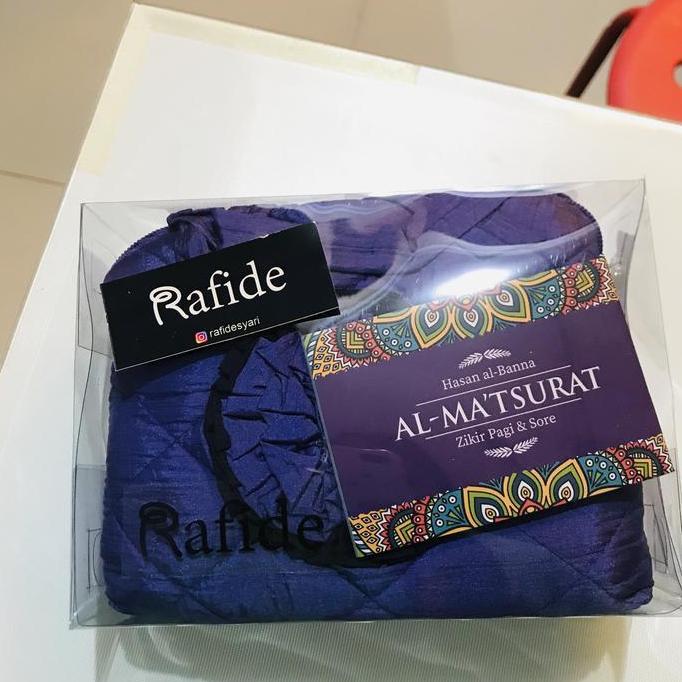 Rafide
rafidesyari
Hasan al-Banna
AL-MA'TSURAT
Zikir Pagi & Sore
Rafide